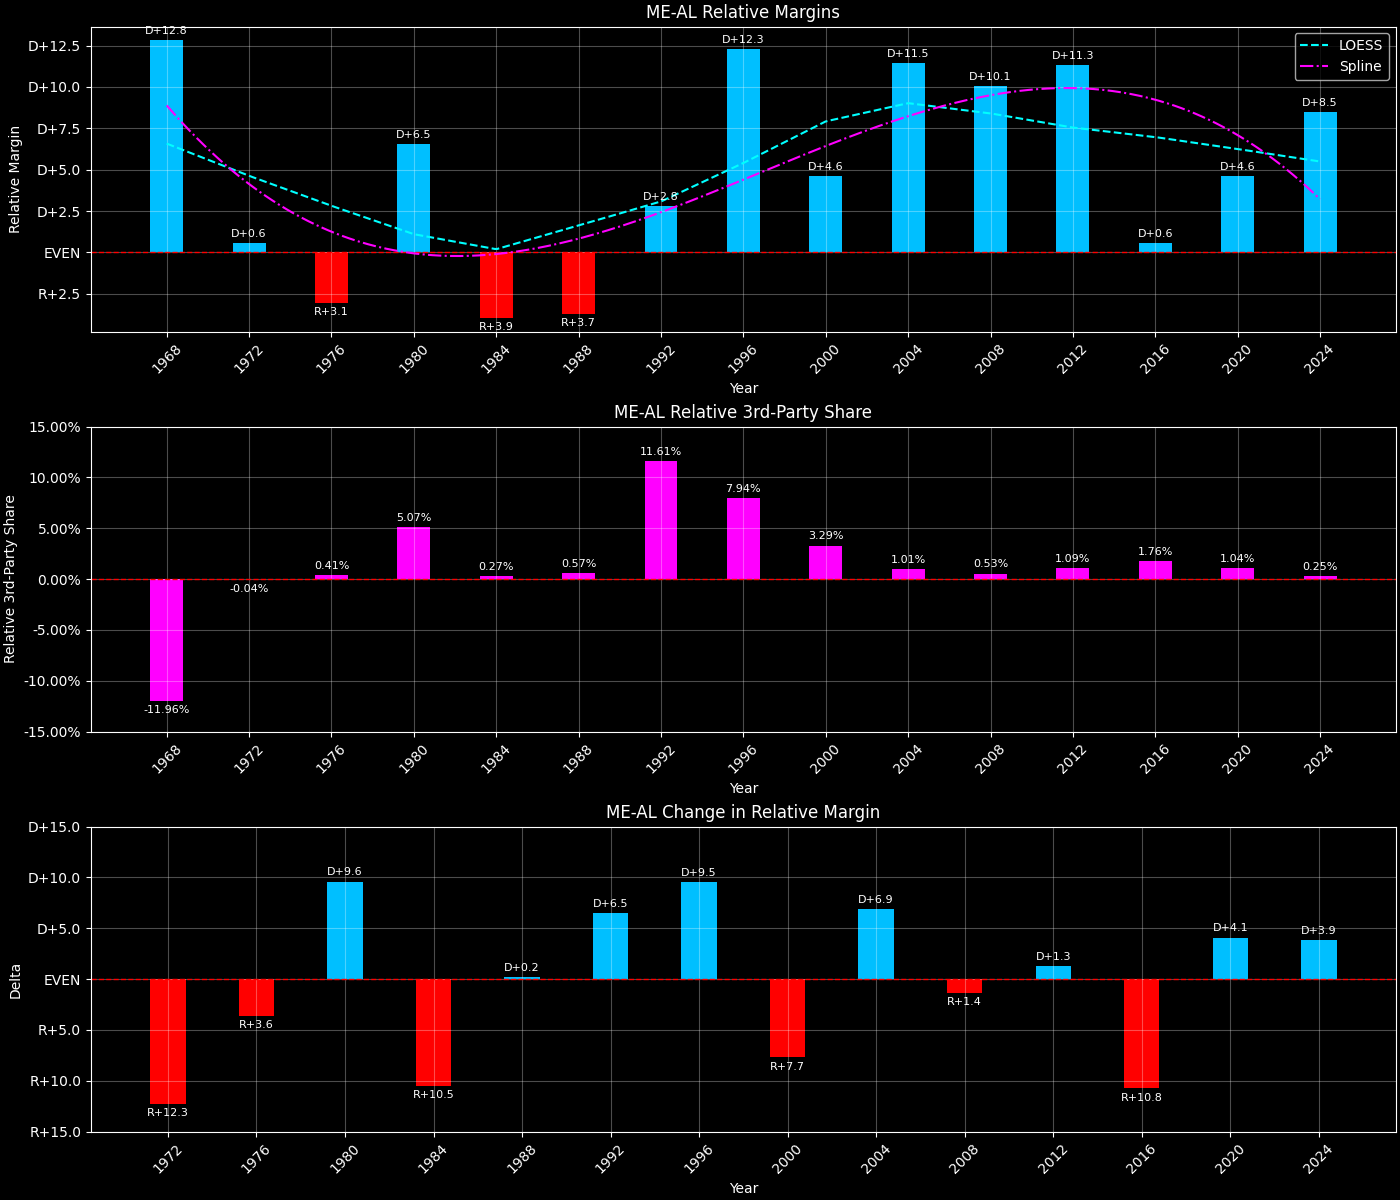 ME-AL Relative Margins
D+12.8
D+12.3
D+11.5
D+11.3
D+10.1
D+8.5
D+6.5
D+4.6
D+4.6
D+2.8
D+0.6
D+0.6
R+3.1
R+3.9
R+3.7
LOESS
Spline
D+12.5
D+10.0
D+7.5
D+5.0
D+2.5
EVEN
R+2.5
Relative Margin
1968 1972 1976 1980 1984 1988 1992 1996 2000 2004 2008 2012 2016 2020 2024
Year
ME-AL Relative 3rd-Party Share
15.00%
10.00%
5.00%
0.00%
-5.00%
-10.00%
-15.00%
Relative 3rd-Party Share
-11.96%
-0.04%
0.41%
5.07%
0.27%
0.57%
11.61%
7.94%
3.29%
1.01%
0.53%
1.09%
1.76%
1.04%
0.25%
1968 1972 1976 1980 1984 1988 1992 1996 2000 2004 2008 2012 2016 2020 2024
Year
ME-AL Change in Relative Margin
D+15.0
D+10.0
D+5.0
EVEN
R+5.0
R+10.0
R+15.0
Delta
R+12.3
R+3.6
D+9.6
R+10.5
D+0.2
D+6.5
D+9.5
R+7.7
D+6.9
R+1.4
D+1.3
R+10.8
D+4.1
D+3.9
1972 1976 1980 1984 1988 1992 1996 2000 2004 2008 2012 2016 2020 2024
Year